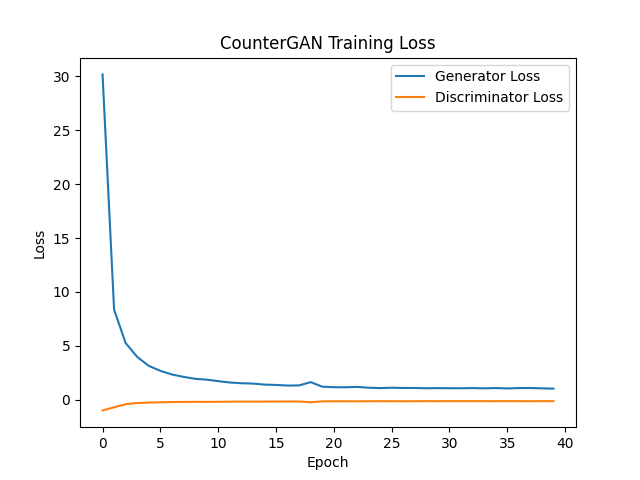 CounterGAN Training Loss
Generator Loss
Discriminator Loss
30
25
20
15
10
5
0
Loss
0 5 10 15 20 25 30 35 40
Epoch